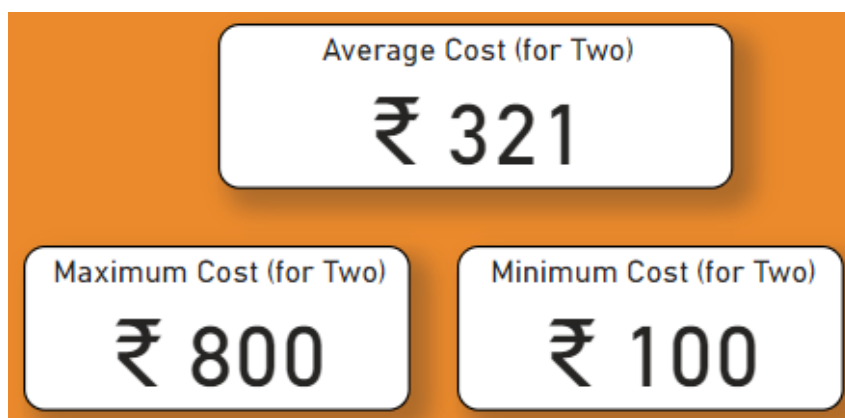 Average Cost (for Two)
₹ 321
Maximum Cost (for Two)
₹ 800
Minimum Cost (for Two)
₹ 100